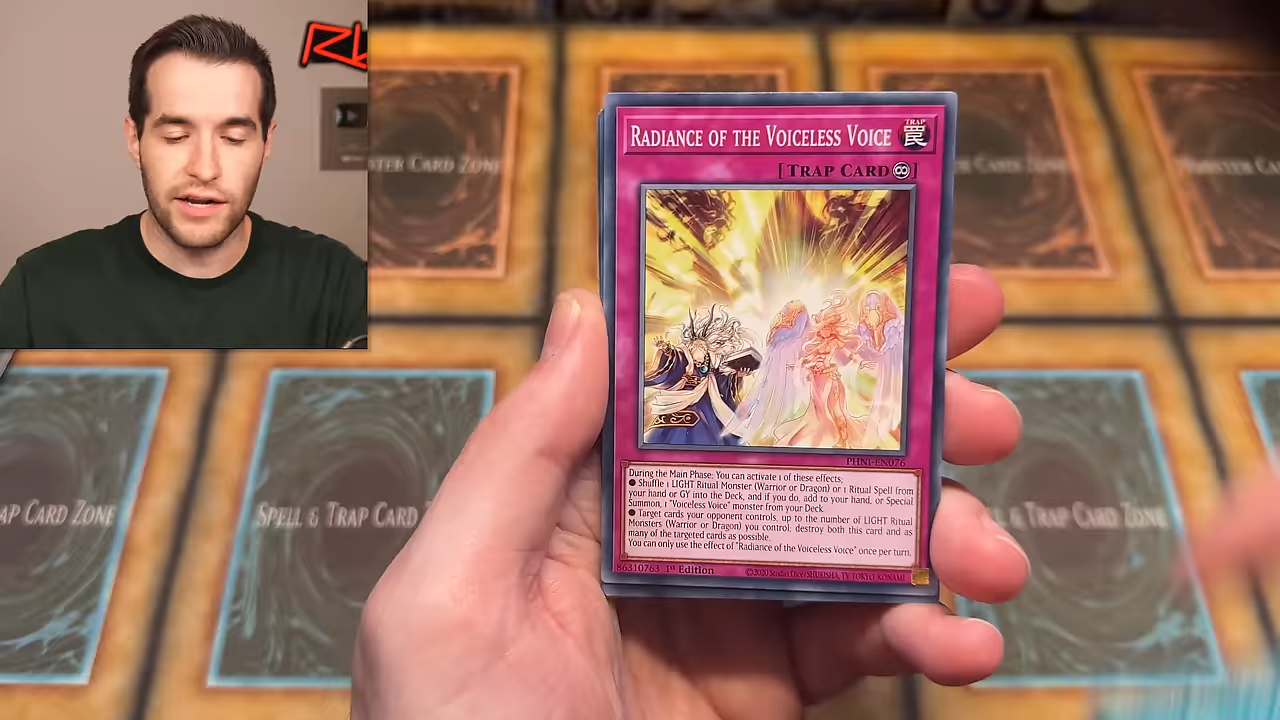 RADIANCE OF THE VOICELESS VOICE
TRAP
罠
[TRAP CARD]
PHNI-EN076
During the Main Phase: You can activate 1 of these effects;
● Shuffle 1 LIGHT Ritual Monster (Warrior or Dragon) or 1 Ritual Spell from
your hand or GY into the Deck, and if you do, add to your hand, or Special
Summon, 1 "Voiceless Voice" monster from your Deck.
● Target cards your opponent controls, up to the number of LIGHT Ritual
Monsters (Warrior or Dragon) you control; destroy both this card and as
many of the targeted cards as possible.
You can only use the effect of "Radiance of the Voiceless Voice" once per turn.
86310763 1st Edition
©2020 Studio Dice/SHUEISHA, TV TOKYO, KONAMI
CARD ZONE
MONSTER CARD
AP CARD ZONE
SPELL & TRAP CARD
& TRAP CARD ZONE